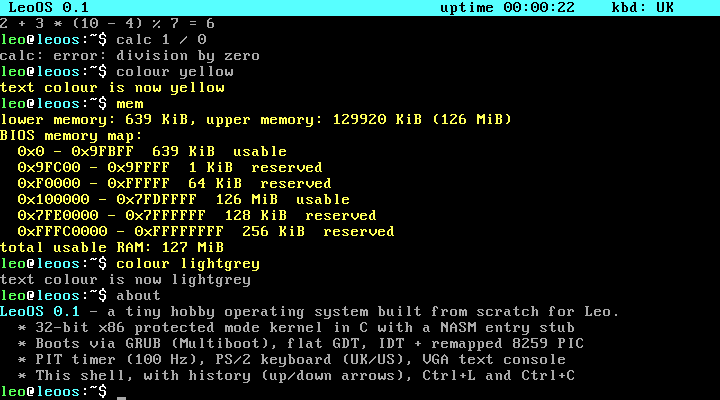 LeoOS 0.1 uptime 00:00:22 kbd: UK
2 + 3 * (10 - 4) % 7 = 6
leo@leoos:~$ calc 1 / 0
calc: error: division by zero
leo@leoos:~$ colour yellow
text colour is now yellow
leo@leoos:~$ mem
lower memory: 639 KiB, upper memory: 129920 KiB (126 MiB)
BIOS memory map:
0x0 - 0x9FBFF 639 KiB usable
0x9FC00 - 0x9FFFF 1 KiB reserved
0xF0000 - 0xFFFFF 64 KiB reserved
0x100000 - 0x7FDFFFF 126 MiB usable
0x7FE0000 - 0x7FFFFFF 128 KiB reserved
0xFFFC0000 - 0xFFFFFFFF 256 KiB reserved
total usable RAM: 127 MiB
leo@leoos:~$ colour lightgrey
text colour is now lightgrey
leo@leoos:~$ about
LeoOS 0.1 - a tiny hobby operating system built from scratch for Leo.
* 32-bit x86 protected mode kernel in C with a NASM entry stub
* Boots via GRUB (Multiboot), flat GDT, IDT + remapped 8259 PIC
* PIT timer (100 Hz), PS/2 keyboard (UK/US), VGA text console
* This shell, with history (up/down arrows), Ctrl+L and Ctrl+C
leo@leoos:~$ _